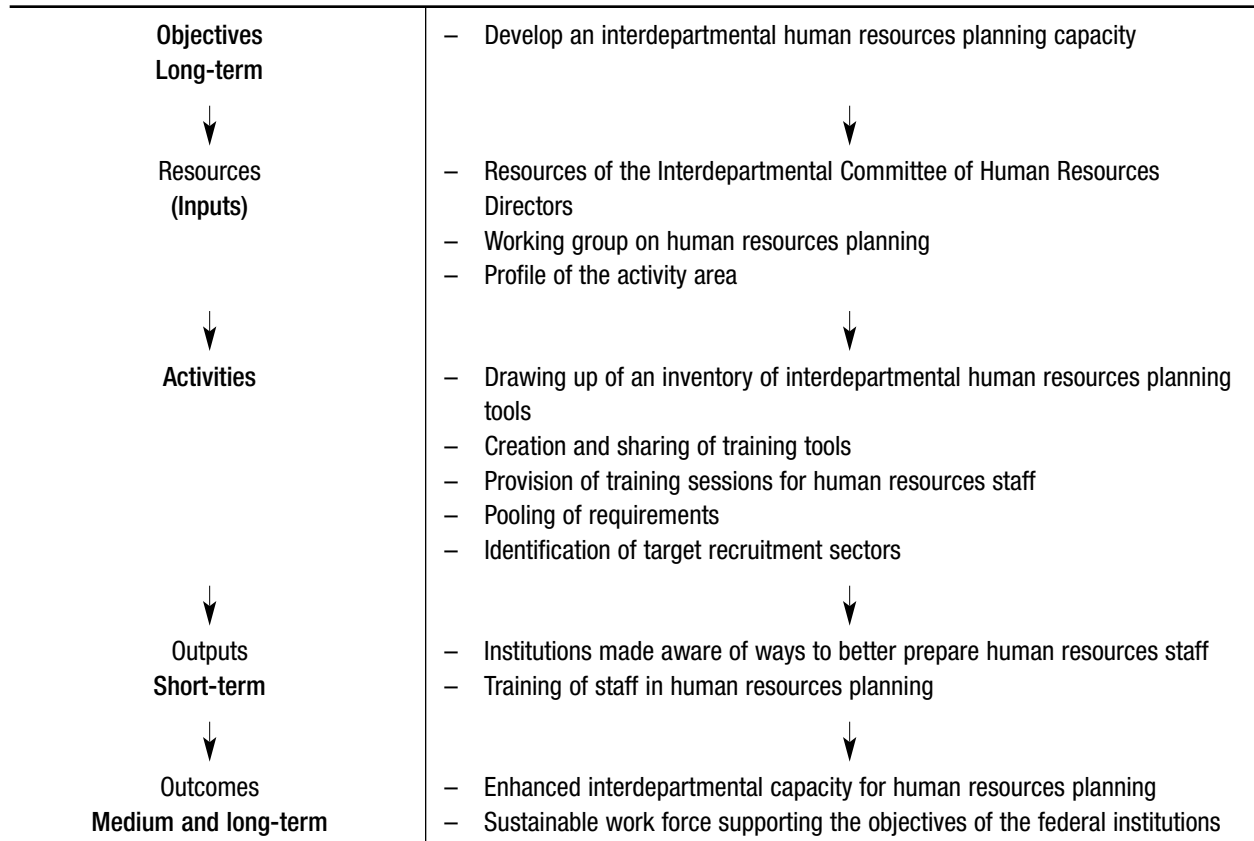 Objectives
Long-term
– Develop an interdepartmental human resources planning capacity
Resources
(Inputs)
– Resources of the Interdepartmental Committee of Human Resources
Directors
– Working group on human resources planning
– Profile of the activity area
Activities
– Drawing up of an inventory of interdepartmental human resources planning
tools
– Creation and sharing of training tools
– Provision of training sessions for human resources staff
– Pooling of requirements
– Identification of target recruitment sectors
Outputs
Short-term
– Institutions made aware of ways to better prepare human resources staff
– Training of staff in human resources planning
Outcomes
Medium and long-term
– Enhanced interdepartmental capacity for human resources planning
– Sustainable work force supporting the objectives of the federal institutions